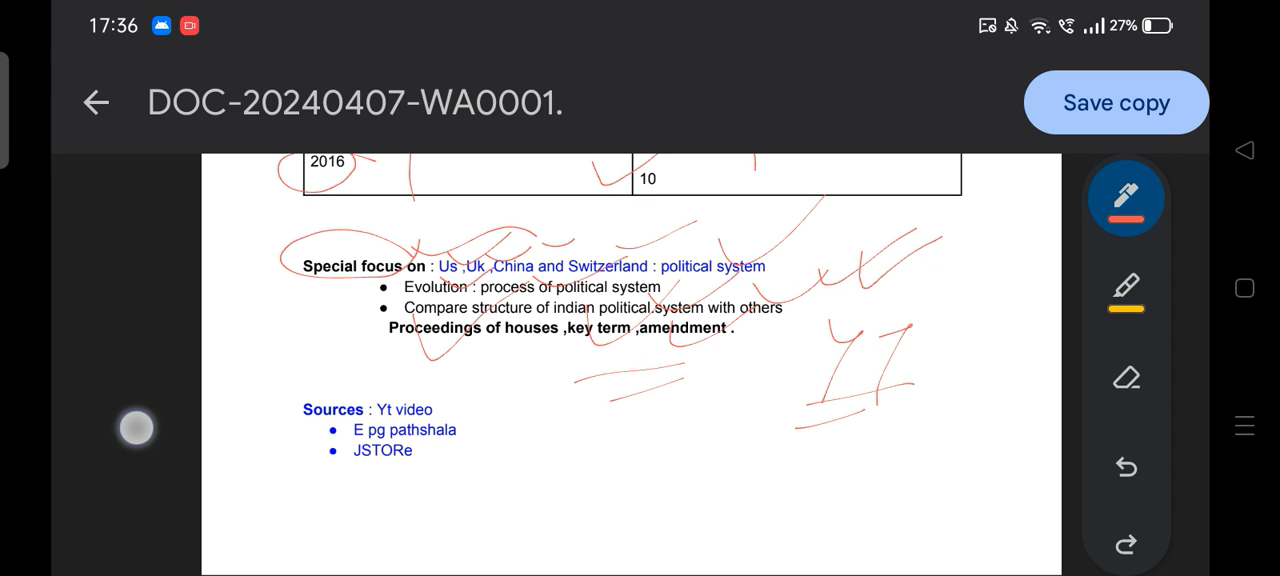 17:36 27%
DOC-20240407-WA0001.
Save copy
2016
10
Special focus on : Us ,Uk ,China and Switzerland : political system
● Evolution : process of political system
● Compare structure of indian political system with others
Proceedings of houses ,key term ,amendment .
Sources : Yt video
● E pg pathshala
● JSTORe